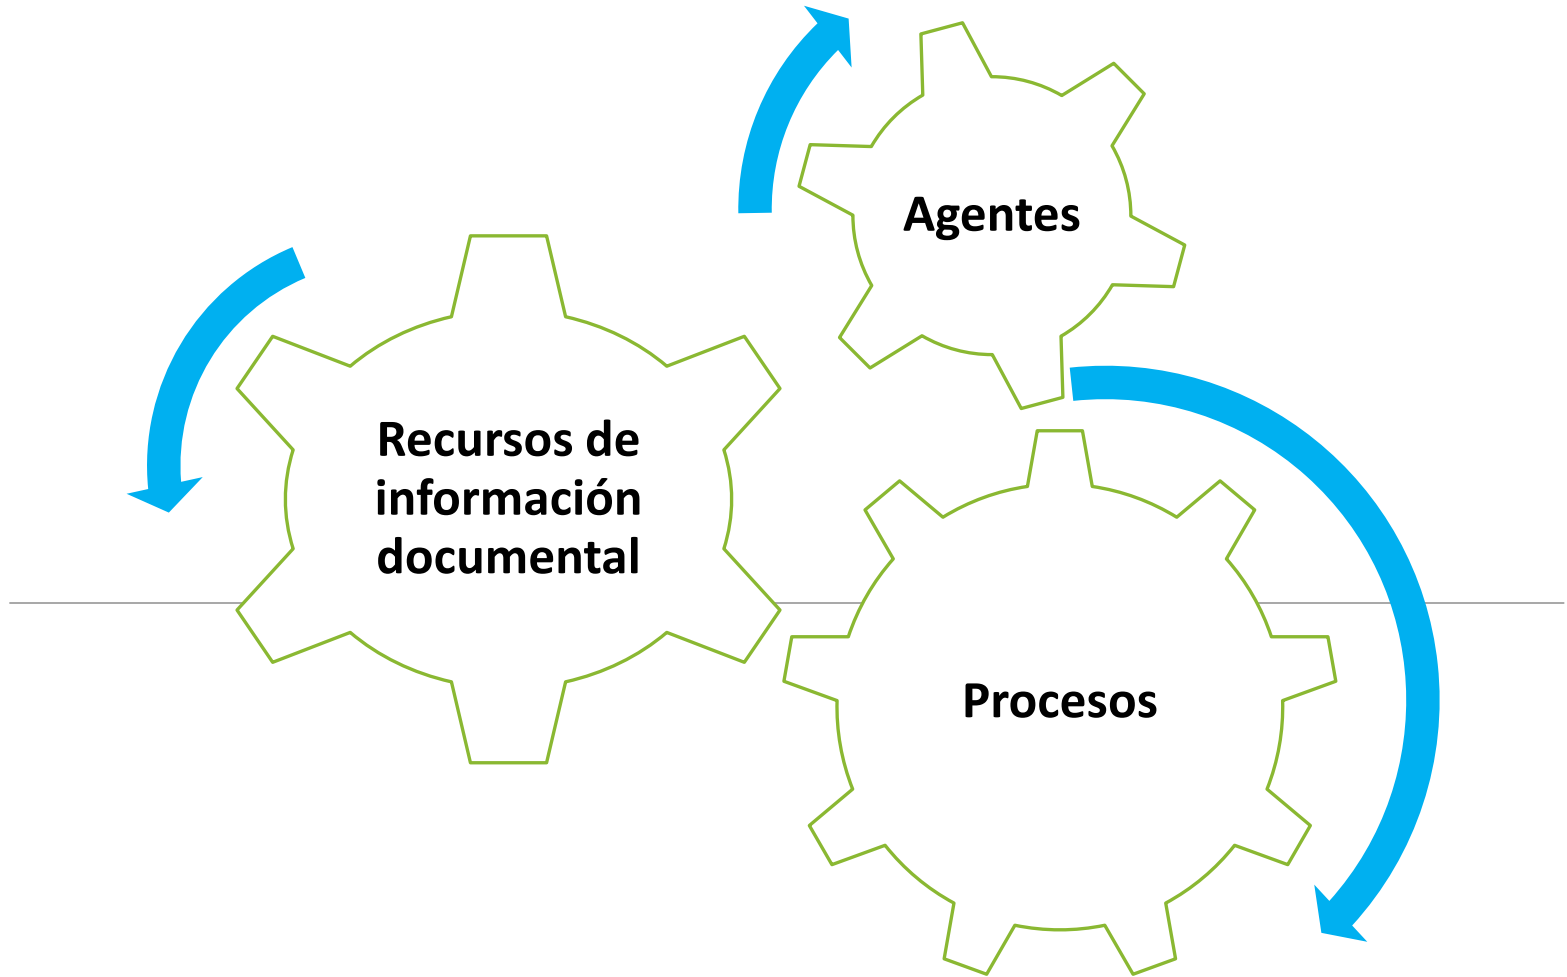 Agentes
Recursos de
información
documental
Procesos